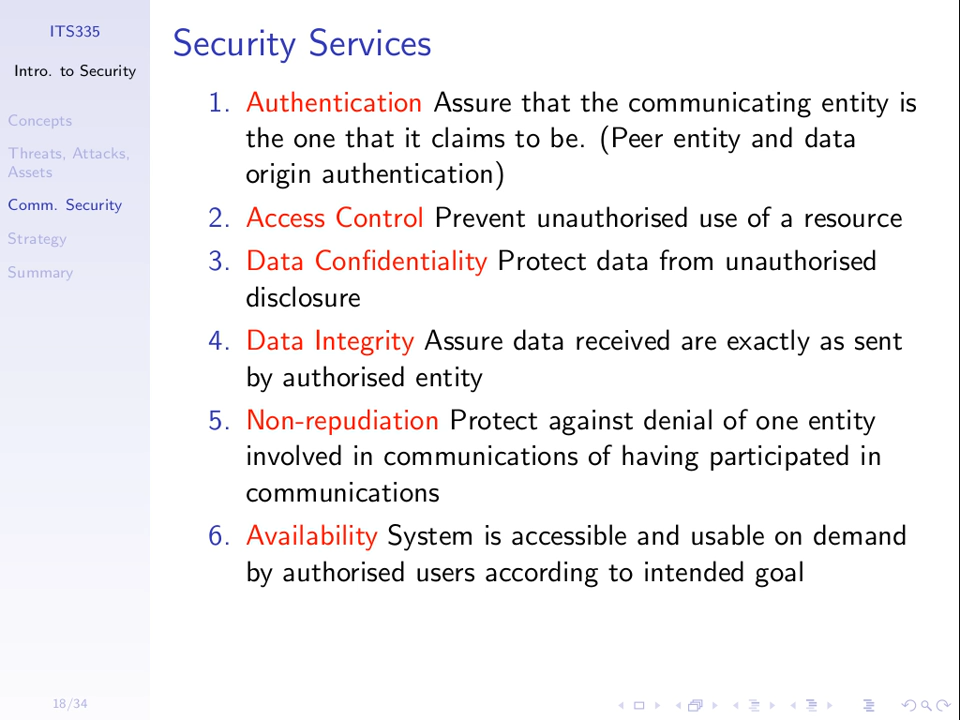 ITS335
Intro. to Security
Concepts
Threats, Attacks,
Assets
Comm. Security
Strategy
Summary
18/34
Security Services
1. Authentication Assure that the communicating entity is
the one that it claims to be. (Peer entity and data
origin authentication)
2. Access Control Prevent unauthorised use of a resource
3. Data Confidentiality Protect data from unauthorised
disclosure
4. Data Integrity Assure data received are exactly as sent
by authorised entity
5. Non-repudiation Protect against denial of one entity
involved in communications of having participated in
communications
6. Availability System is accessible and usable on demand
by authorised users according to intended goal